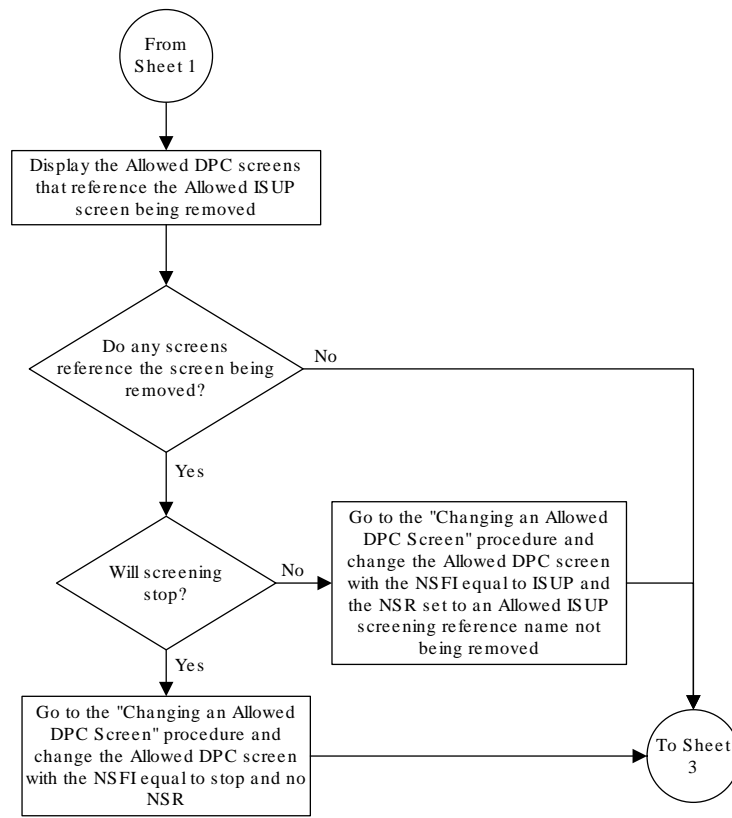 From
Sheet 1
Display the Allowed DPC screens
that reference the Allowed ISUP
screen being removed
Do any screens
reference the screen being
removed?
No
Yes
Will screening
stop?
No
Go to the "Changing an Allowed
DPC Screen" procedure and
change the Allowed DPC screen
with the NSFI equal to ISUP and
the NSR set to an Allowed ISUP
screening reference name not
being removed
Yes
Go to the "Changing an Allowed
DPC Screen" procedure and
change the Allowed DPC screen
with the NSFI equal to stop and no
NSR
To Sheet
3